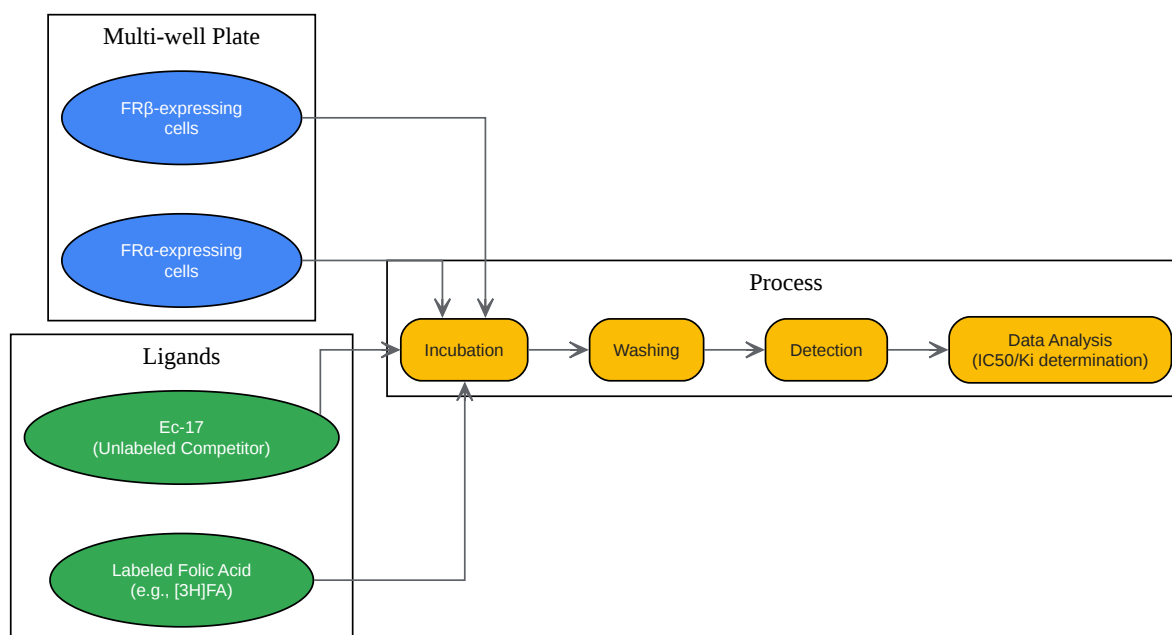 Multi-well Plate
FRβ-expressing
cells
FRα-expressing
cells
Ligands
Ec-17
(Unlabeled Competitor)
Labeled Folic Acid
(e.g., [3H]FA)
Process
Incubation
Washing
Detection
Data Analysis
(IC50/Ki determination)